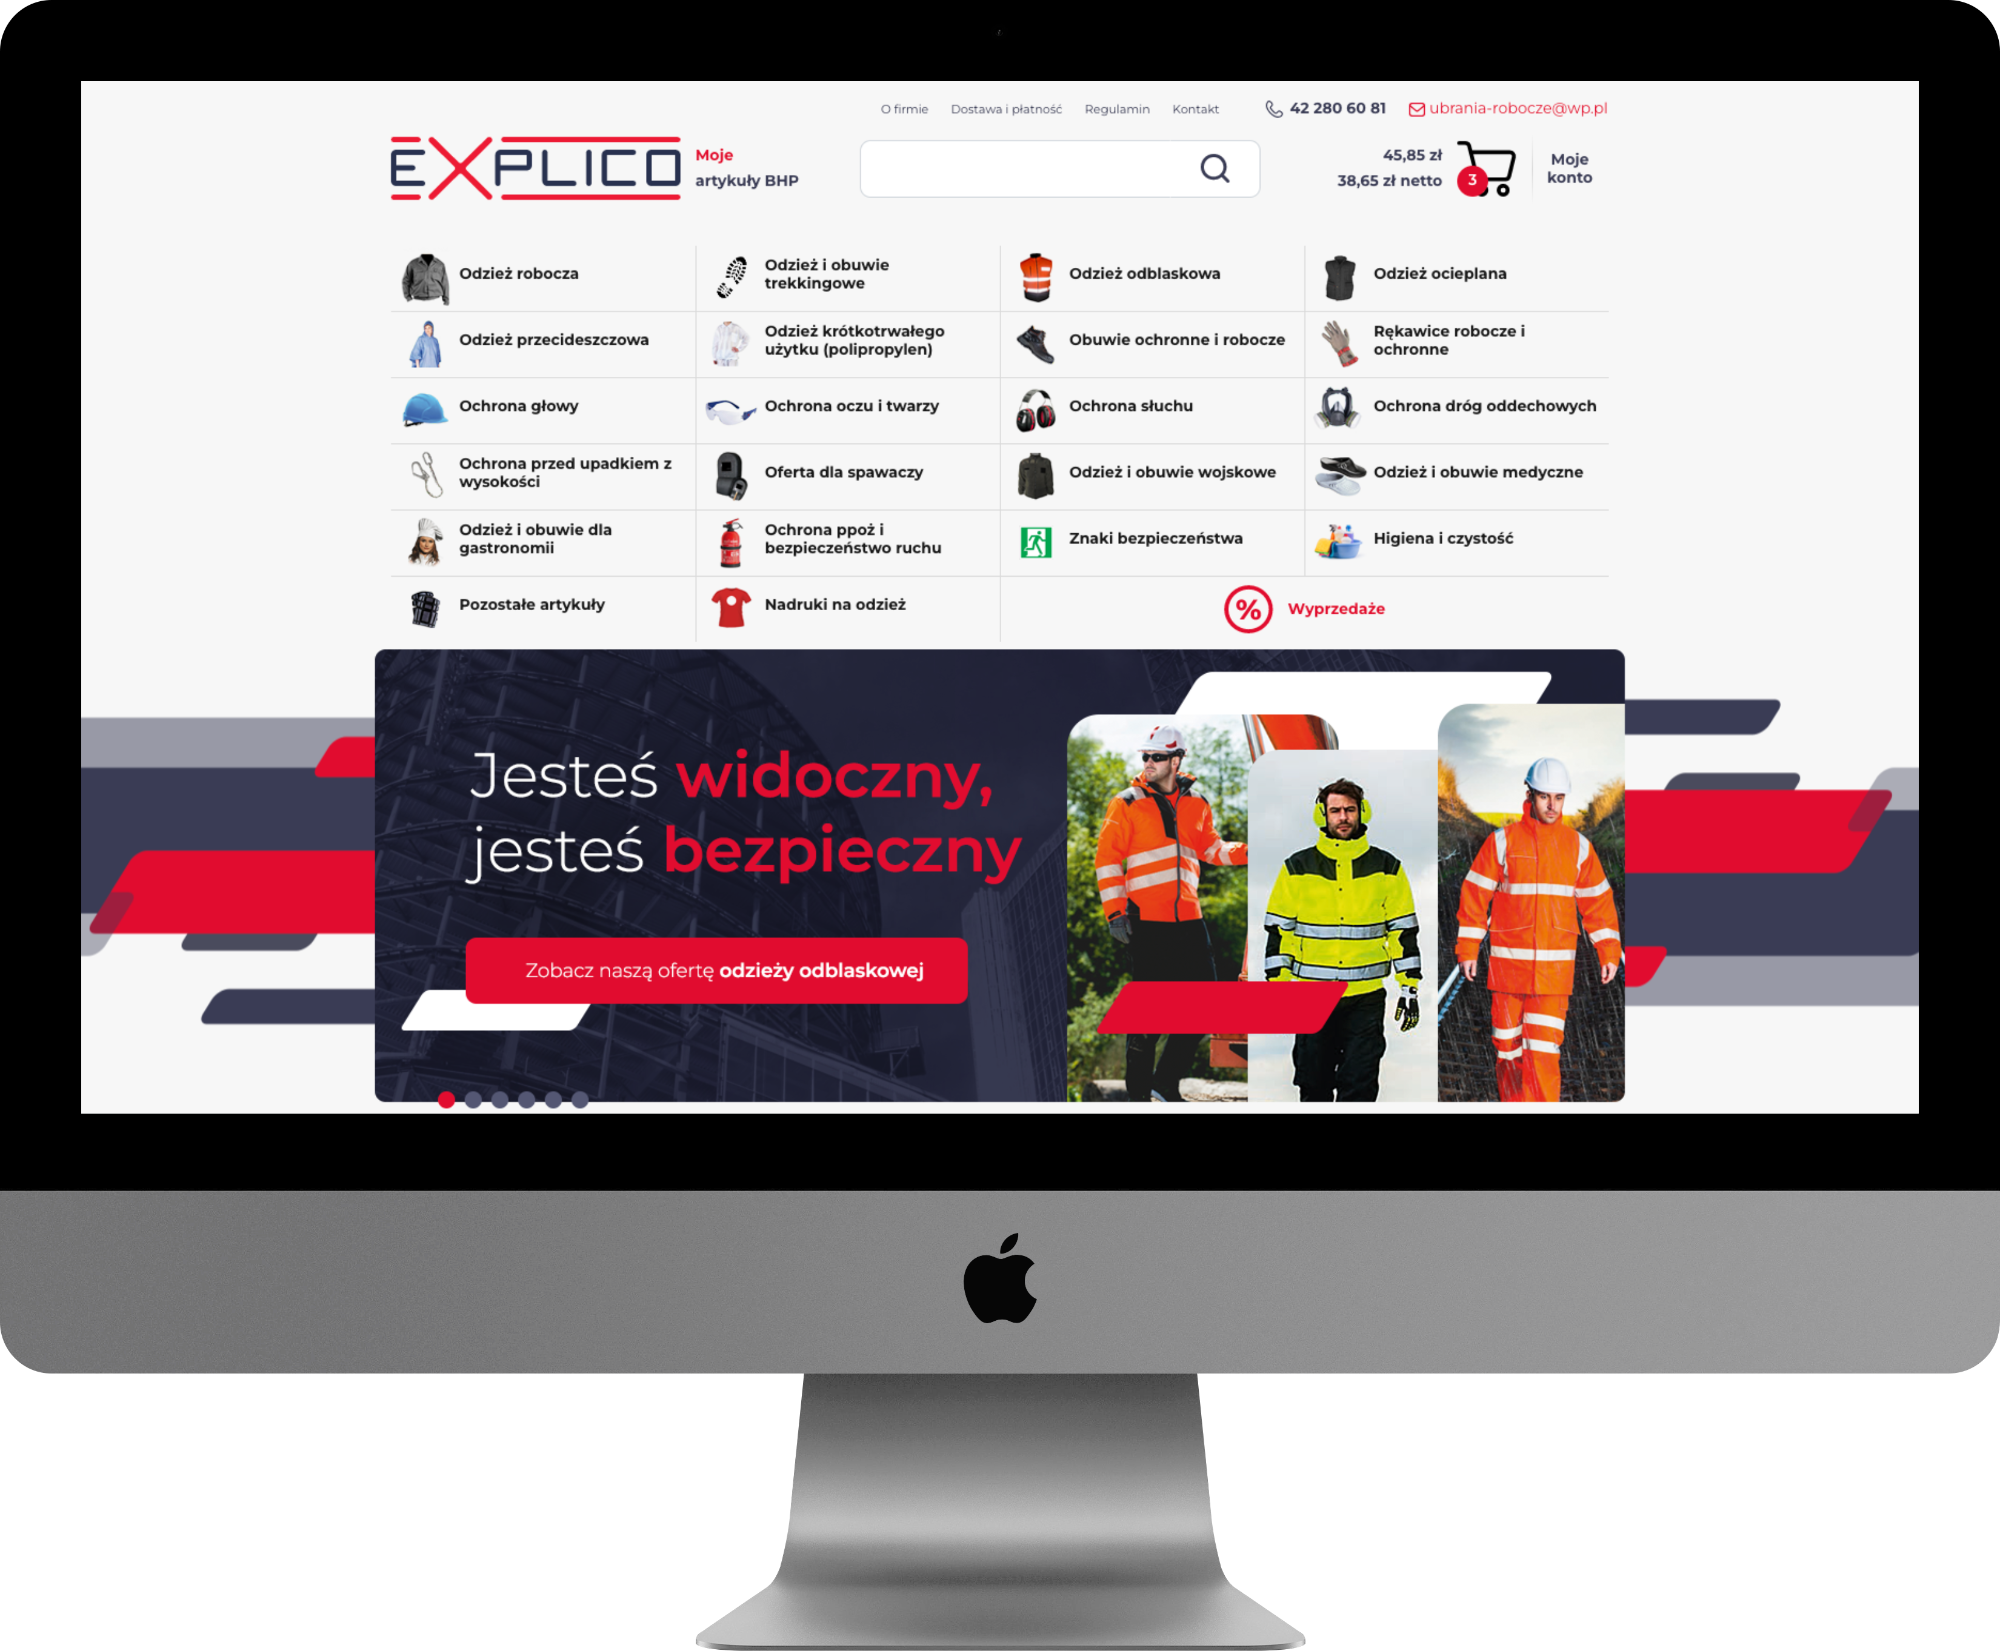 O firmie Dostawa i płatność Regulamin Kontakt 42 280 60 81 ubrania-robocze@wp.pl
EXPLICO
Moje
artykuły BHP
45,85 zł
38,65 zł netto
3
Moje
konto
Odzież robocza
Odzież i obuwie
trekkingowe
Odzież odblaskowa
Odzież ocieplana
Odzież przecideszczowa
Odzież krótkotrwałego
użytku (polipropylen)
Obuwie ochronne i robocze
Rękawice robocze i
ochronne
Ochrona głowy
Ochrona oczu i twarzy
Ochrona słuchu
Ochrona dróg oddechowych
Ochrona przed upadkiem z
wysokości
Oferta dla spawaczy
Odzież i obuwie wojskowe
Odzież i obuwie medyczne
Odzież i obuwie dla
gastronomii
Ochrona ppoż i
bezpieczeństwo ruchu
Znaki bezpieczeństwa
Higiena i czystość
Pozostałe artykuły
Nadruki na odzież
% Wyprzedaże
Jesteś widoczny,
jesteś bezpieczny
Zobacz naszą ofertę odzieży odblaskowej